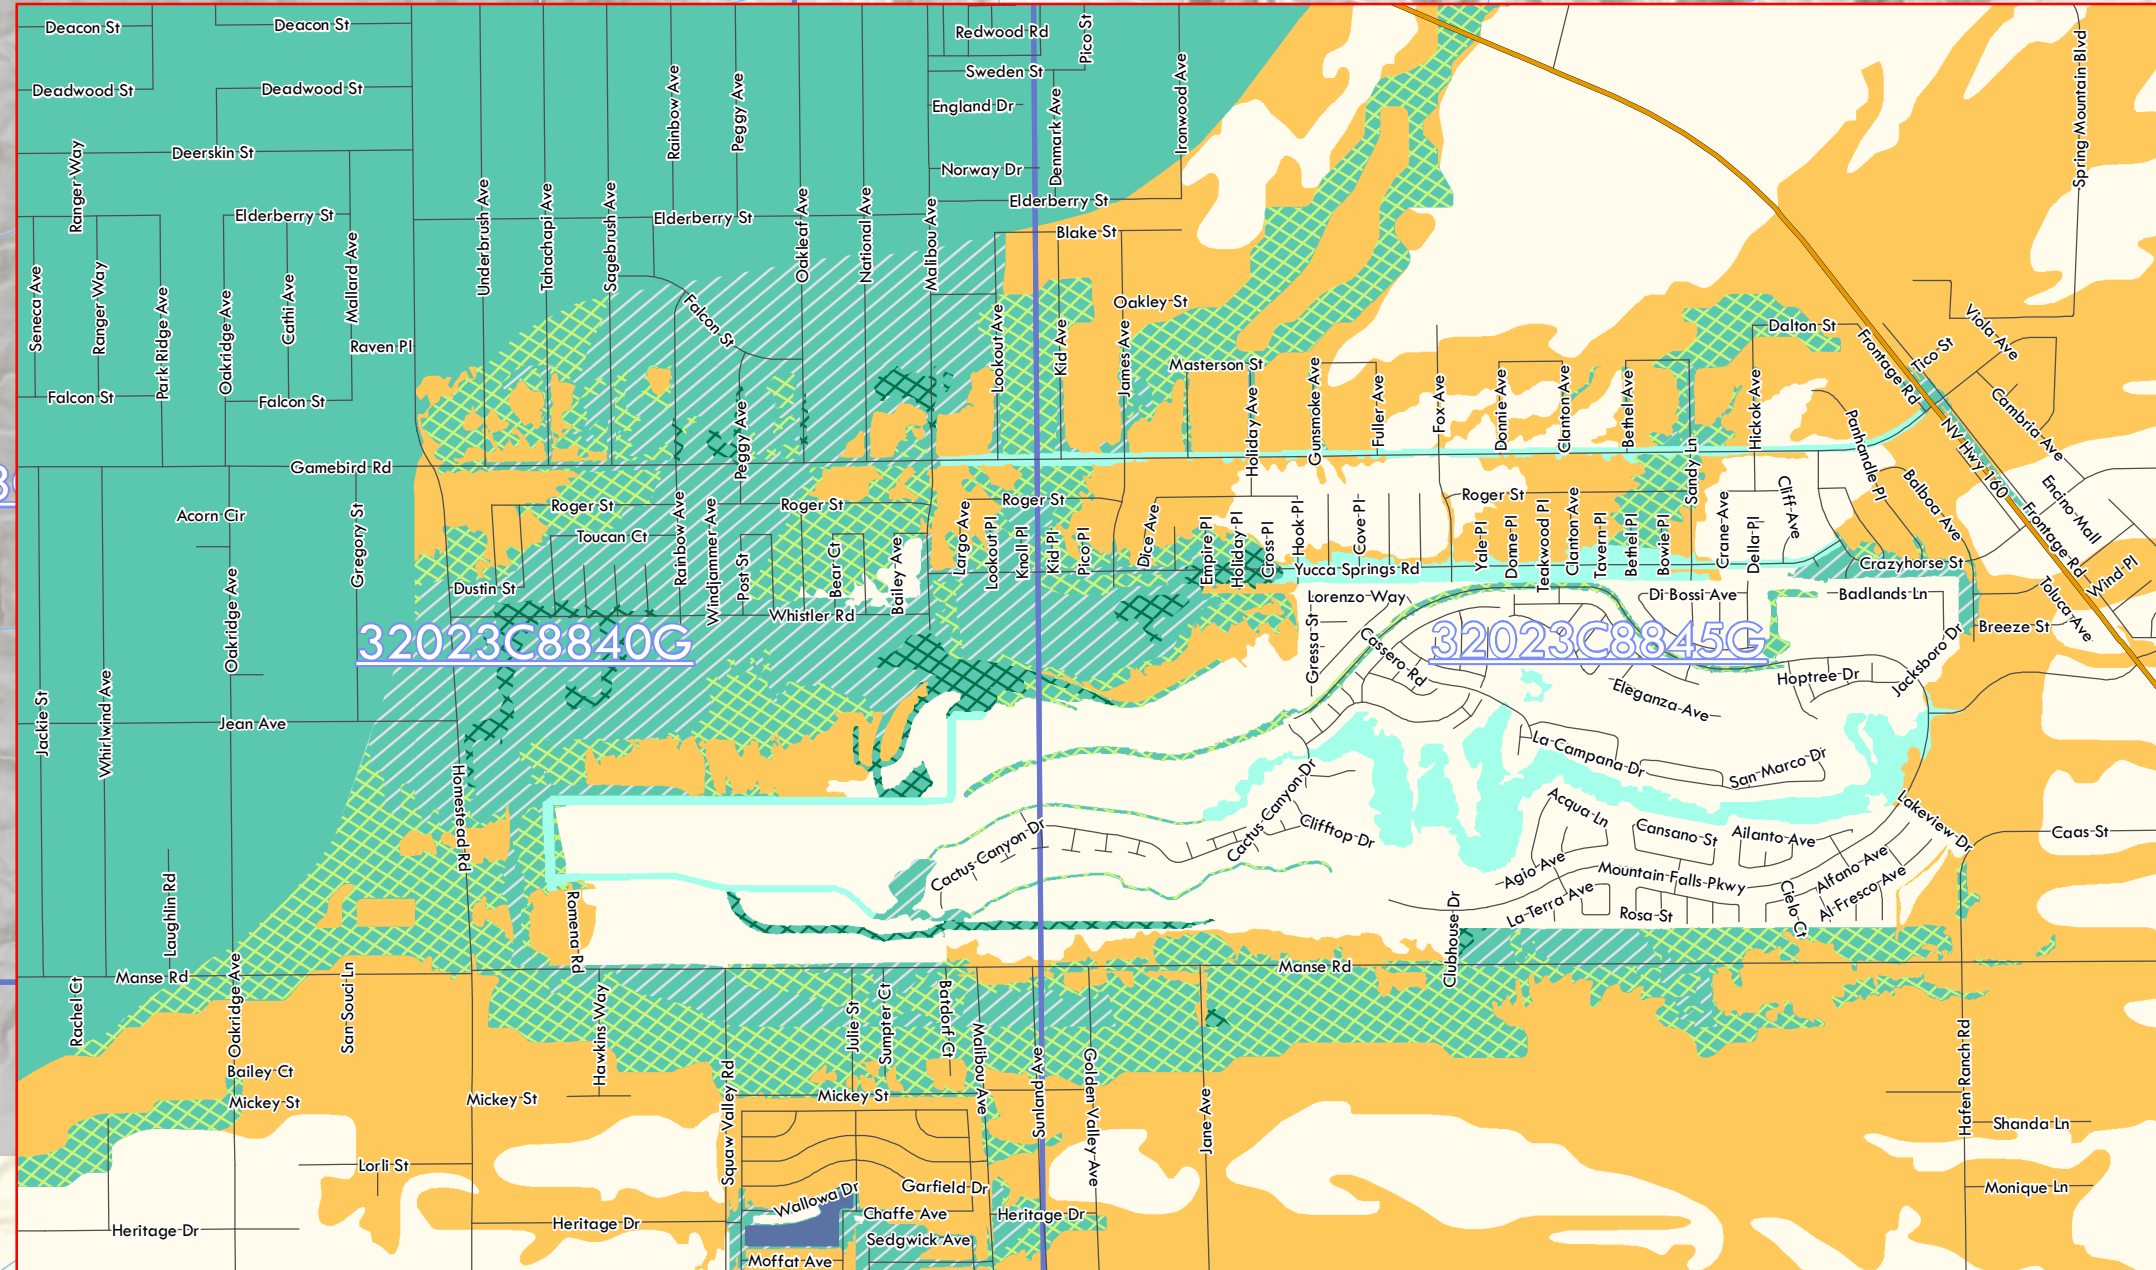 Deacon St
Deacon St
Redwood Rd
Pico St
Spring Mountain Blvd
Sweden St
Deadwood St
Deadwood St
Rainbow Ave
Peggy Ave
England Dr
Denmark Ave
Ironwood Ave
Ranger Way
Deerskin St
Norway Dr
Elderberry St
Elderberry St
Elderberry St
Blake St
Underbrush Ave
Tahachapi Ave
Sagebrush Ave
Oakleaf Ave
National Ave
Malibou Ave
Seneca Ave
Ranger Way
Park Ridge Ave
Oakridge Ave
Cathi Ave
Mallard Ave
Raven Pl
Falcon St
Oakley St
Lookout Ave
Kid Ave
James Ave
Masterson St
Dalton St
Viola Ave
Tico St
Frontage Rd
Falcon St
Falcon St
Peggy Ave
Holiday Ave
Gunsmoke Ave
Fuller Ave
Fox Ave
Donnie Ave
Clanton Ave
Bethel Ave
Sandy Ln
Hickok Ave
Panhandle Pl
Cambria Ave
NV Hwy 160
Gamebird Rd
Roger St
Roger St
Roger St
Roger St
Balboa Ave
Encino Mall
Acorn Cir
Gregory St
Toucan Ct
Rainbow Ave
Windjammer Ave
Post St
Bear Ct
Bailey Ave
Largo Ave
Lookout Pl
Knoll Pl
Kid Pl
Pico Pl
Dice Ave
Empire Pl
Holiday Pl
Cross Pl
Hook Pl
Cove Pl
Yale Pl
Donne Pl
Teakwood Pl
Clanton Ave
Tavern Pl
Bethel Pl
Bowie Pl
Crane Ave
Della Pl
Cliff Ave
Frontage Rd
Crazyhorse St
Wind Pl
Yucca Springs Rd
Dustin St
Whistler Rd
Lorenzo Way
Di Bossi Ave
Badlands Ln
Toluca Ave
Breeze St
Oakridge Ave
32023C8840G
32023C8845G
Gressa St
Cassero Rd
Jacksboro Dr
Hoptree Dr
Eleganza Ave
Jackie St
Whirlwind Ave
Jean Ave
La Campana Dr
San Marco Dr
Homestead Rd
Cactus Canyon Dr
Clifftop Dr
Cactus Canyon Dr
Acqua Ln
Cansano St
Ailanto Ave
Lakeview Dr
Caas St
Agio Ave
Mountain Falls Pkwy
Alfano Ave
Al Fresco Ave
La Terra Ave
Rosa St
Cielo Ct
Laughlin Rd
Romena Rd
Clubhouse Dr
Manse Rd
Manse Rd
Rachel Ct
Oakridge Ave
San Souci Ln
Hawkins Way
Julie St
Sumpter Ct
Batdorf Ct
Malibou Ave
Sunland Ave
Golden Valley Ave
Jane Ave
Hafen Ranch Rd
Bailey Ct
Mickey St
Mickey St
Mickey St
Squaw Valley Rd
Shanda Ln
Lorli St
Wallowa Dr
Garfield Dr
Monique Ln
Heritage Dr
Heritage Dr
Chaffe Ave
Heritage Dr
Sedgwick Ave
Moffat Ave